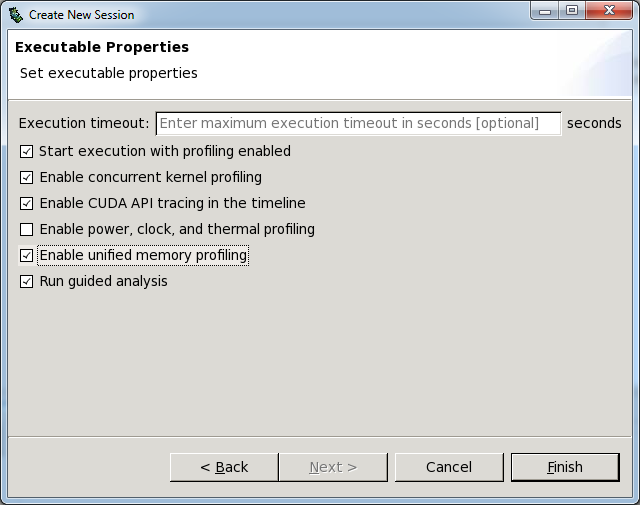 Create New Session
Executable Properties
Set executable properties
Execution timeout: Enter maximum execution timeout in seconds [optional] seconds
Start execution with profiling enabled
Enable concurrent kernel profiling
Enable CUDA API tracing in the timeline
Enable power, clock, and thermal profiling
Enable unified memory profiling
Run guided analysis
< Back Next > Cancel Finish